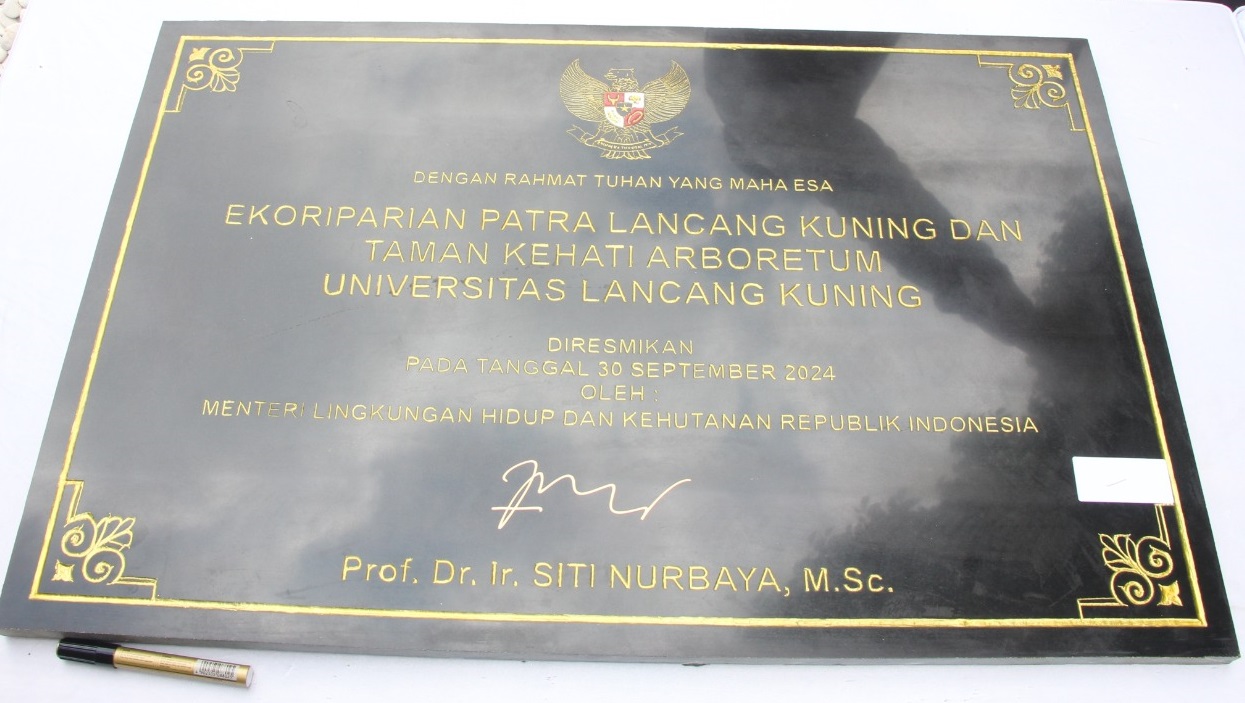 DENGAN RAHMAT TUHAN YANG MAHA ESA
EKORIPARIAN PATRA LANCANG KUNING DAN
TAMAN KEHATI ARBORETUM
UNIVERSITAS LANCANG KUNING
DIRESMIKAN
PADA TANGGAL 30 SEPTEMBER 2024
OLEH :
MENTERI LINGKUNGAN HIDUP DAN KEHUTANAN REPUBLIK INDONESIA
Prof. Dr. Ir. SITI NURBAYA, M.Sc.